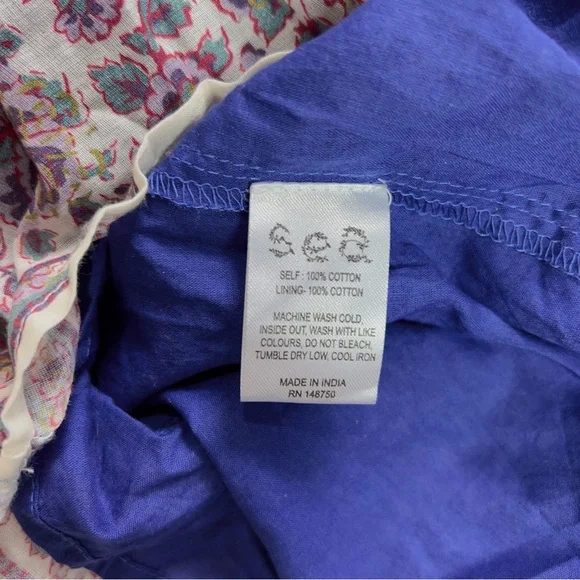 Sea
SELF : 100% COTTON
LINING- 100% COTTON
MACHINE WASH COLD,
INSIDE OUT, WASH WITH LIKE
COLOURS, DO NOT BLEACH,
TUMBLE DRY LOW, COOL IRON
MADE IN INDIA
RN 148750